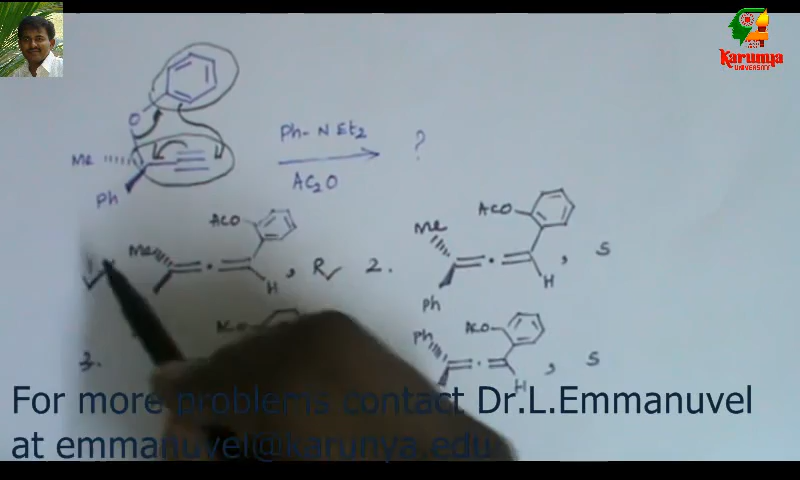 Karunya
UNIVERSITY
O
Me
Ph
Ph-NEt2
AC2O
?
ACO
Me
H
, R
2.
Me
ACO
Ph
H
, S
3.
ACO
Ph
ACO
H
, S
For more problems contact Dr.L.Emmanuvel
at emmanuvel@karunya.edu